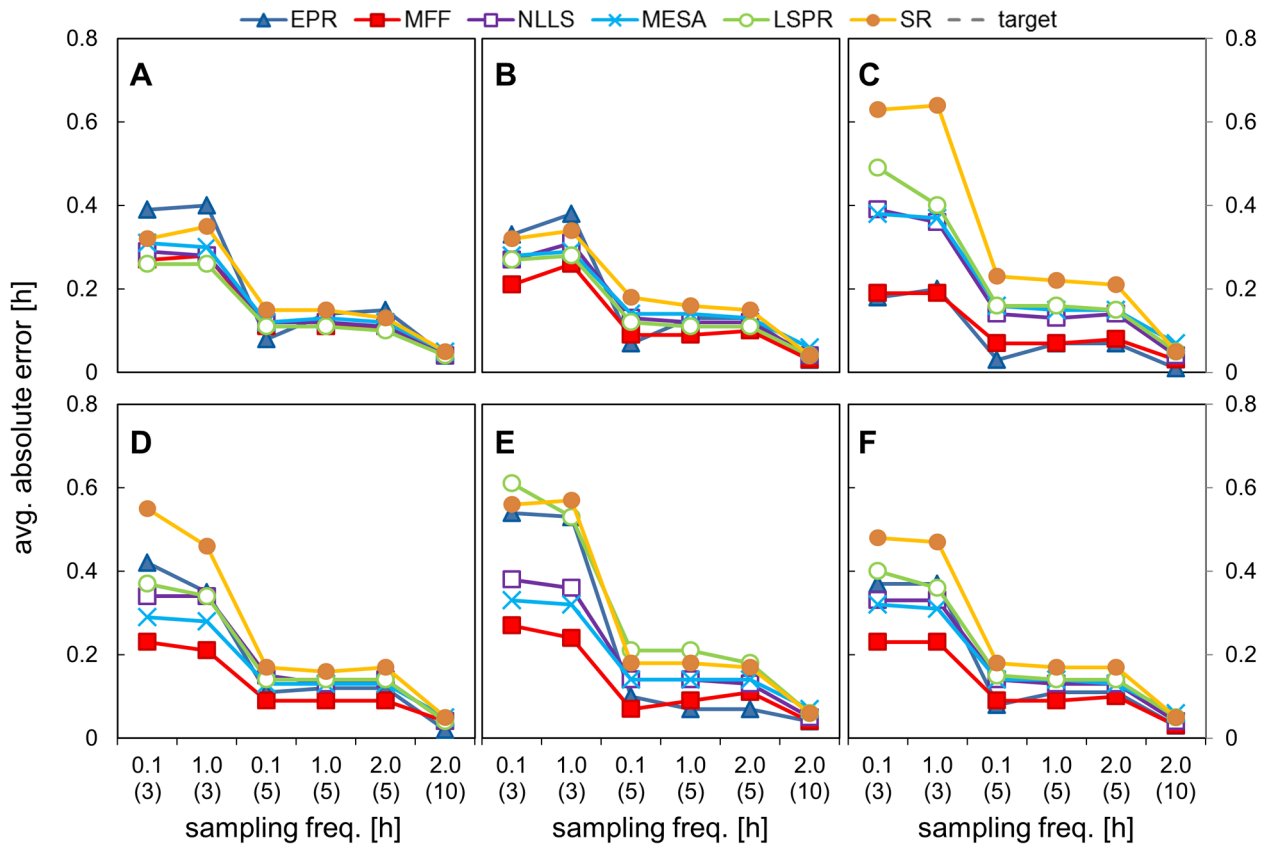 EPR MFF NLLS MESA LSPR SR target
0.8 0.8
A B C
0.6 0.6
0.4 0.4
0.2 0.2
0 0
avg. absolute error [h]
0.8 0.8
D E F
0.6 0.6
0.4 0.4
0.2 0.2
0 0
0.1 1.0 0.1 1.0 2.0 2.0 0.1 1.0 0.1 1.0 2.0 2.0 0.1 1.0 0.1 1.0 2.0 2.0
(3) (3) (5) (5) (5) (10) (3) (3) (5) (5) (5) (10) (3) (3) (5) (5) (5) (10)
sampling freq. [h] sampling freq. [h] sampling freq. [h]